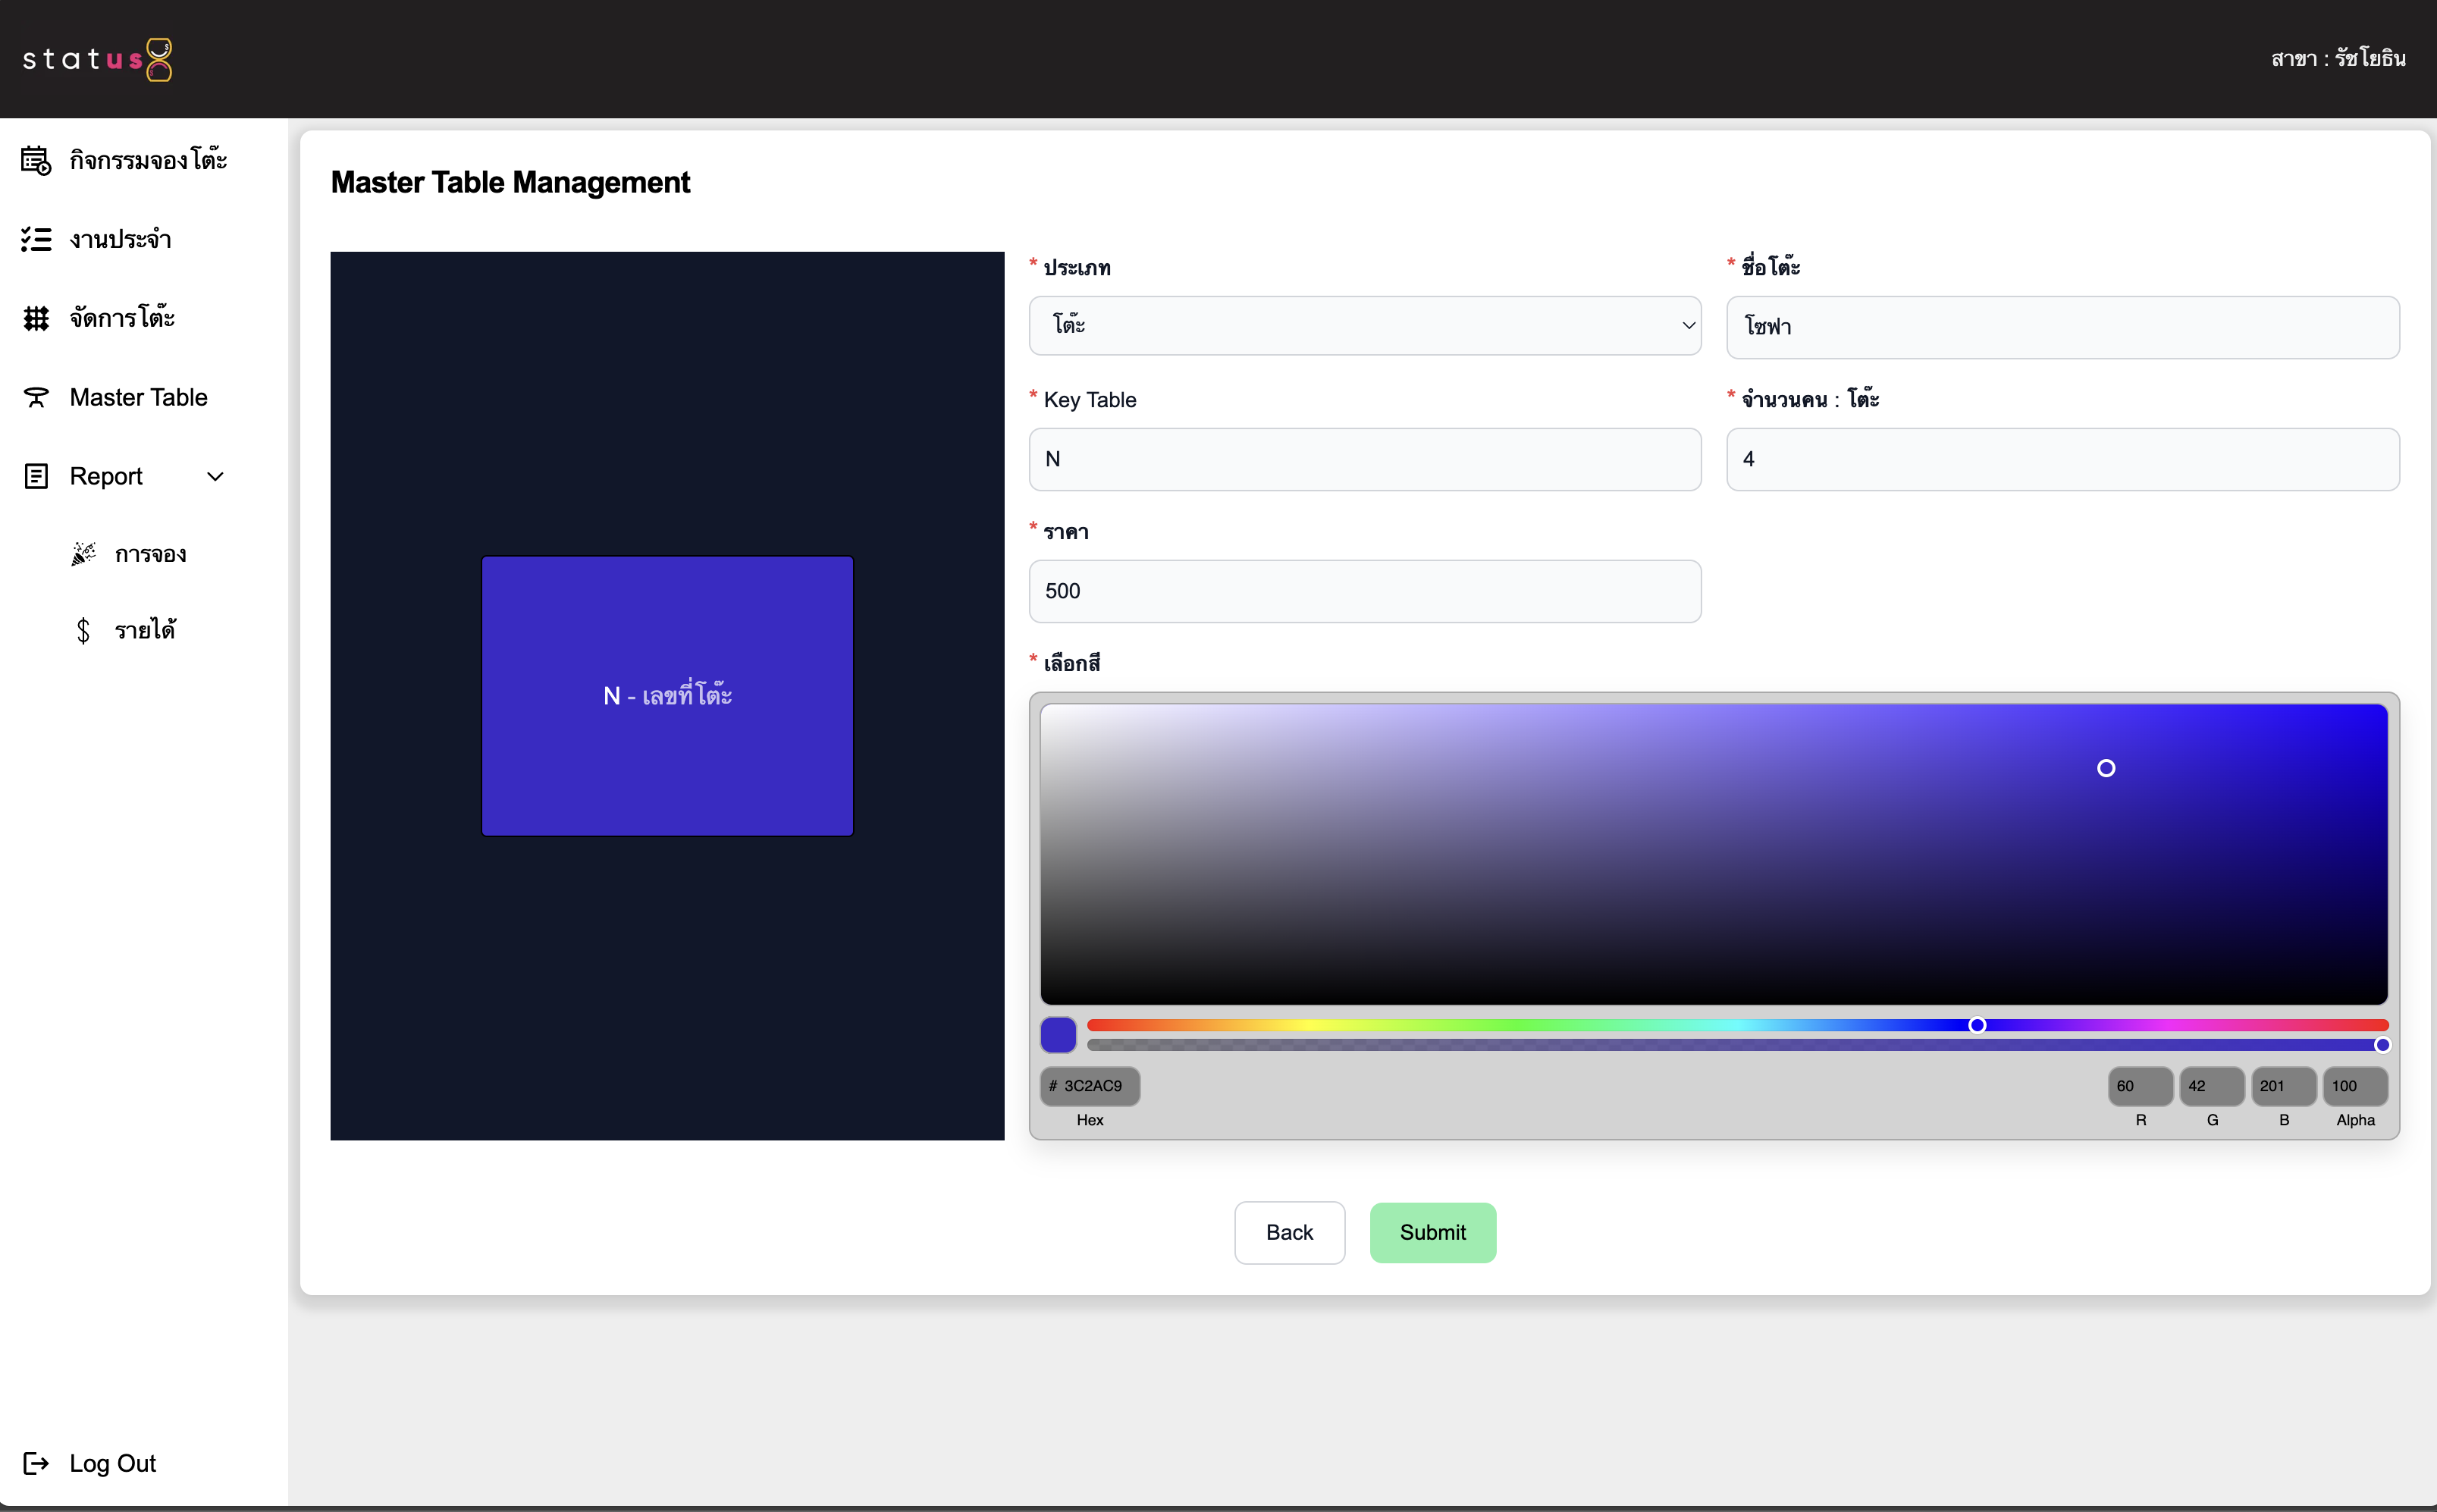 status
สาขา : รัชโยธิน
กิจกรรมจองโต๊ะ
งานประจำ
จัดการโต๊ะ
Master Table
Report
การจอง
รายได้
Log Out
Master Table Management
N - เลขที่โต๊ะ
* ประเภท
โต๊ะ
* ชื่อโต๊ะ
โซฟา
* Key Table
N
* จำนวนคน : โต๊ะ
4
* ราคา
500
* เลือกสี
# 3C2AC9
Hex
60
42
201
100
R
G
B
Alpha
Back
Submit